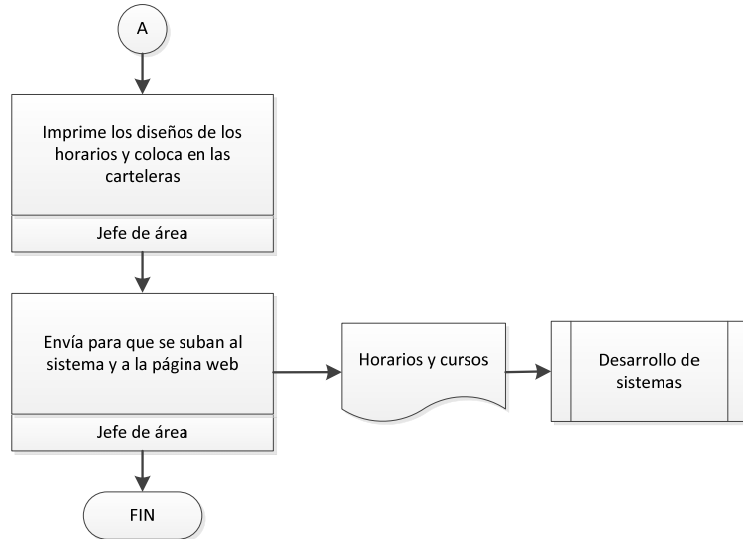 A
Imprime los diseños de los
horarios y coloca en las
carteleras
Jefe de área
Envía para que se suban al
sistema y a la página web
Jefe de área
Horarios y cursos
Desarrollo de
sistemas
FIN